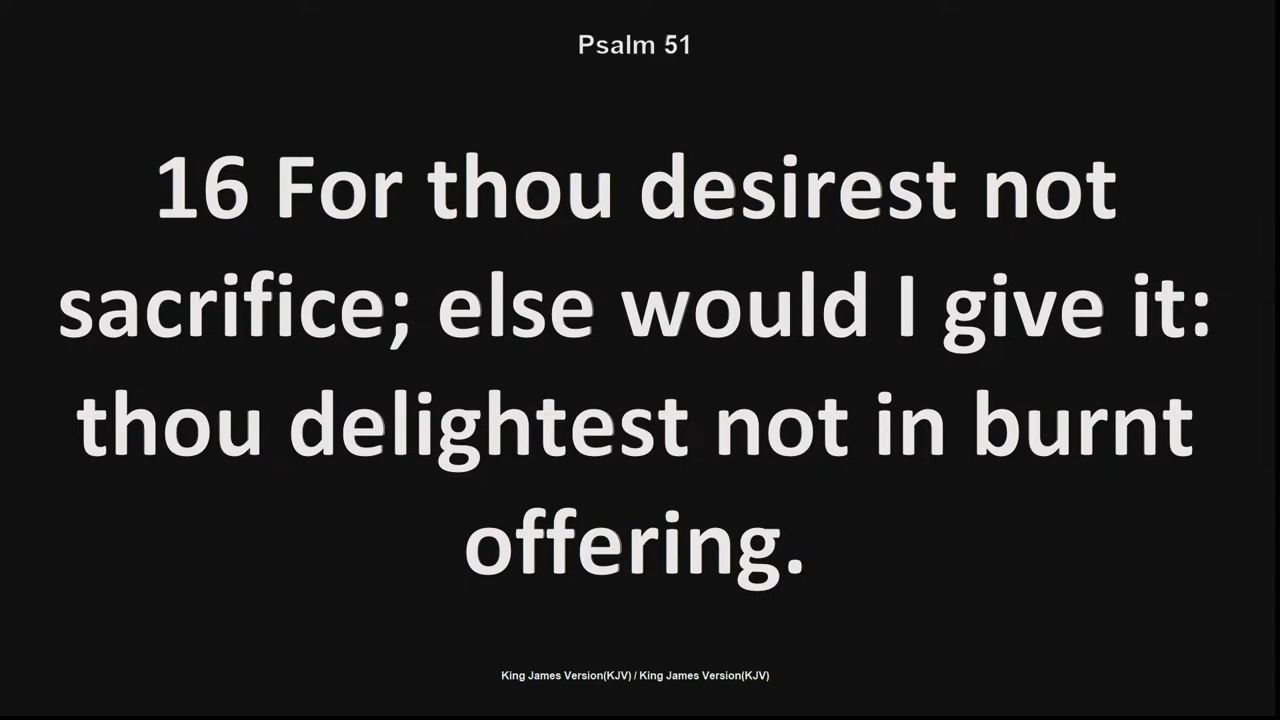 Psalm 51
16 For thou desirest not
sacrifice; else would I give it:
thou delightest not in burnt
offering.
King James Version(KJV) / King James Version(KJV)